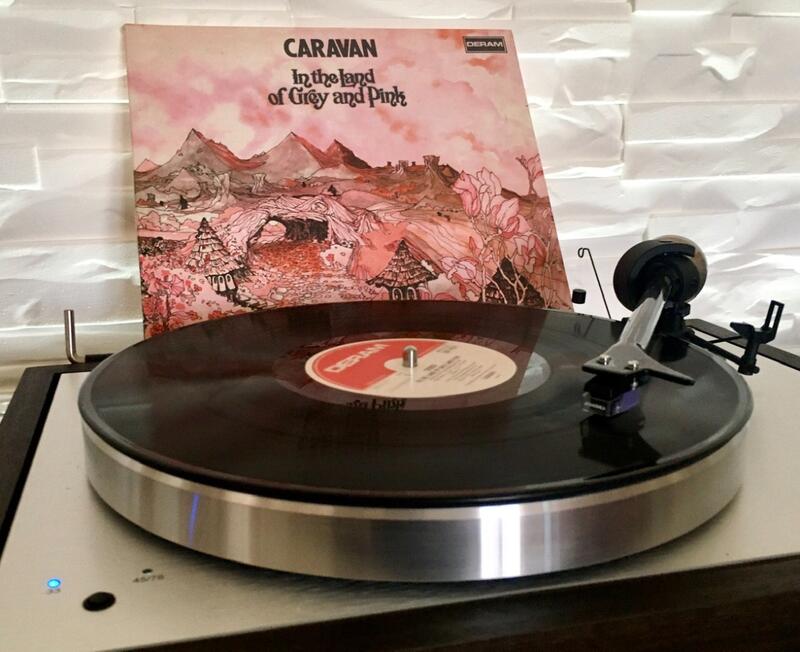 CARAVAN
DERAM
In the Land
of Grey and Pink
DERAM
33
45/78